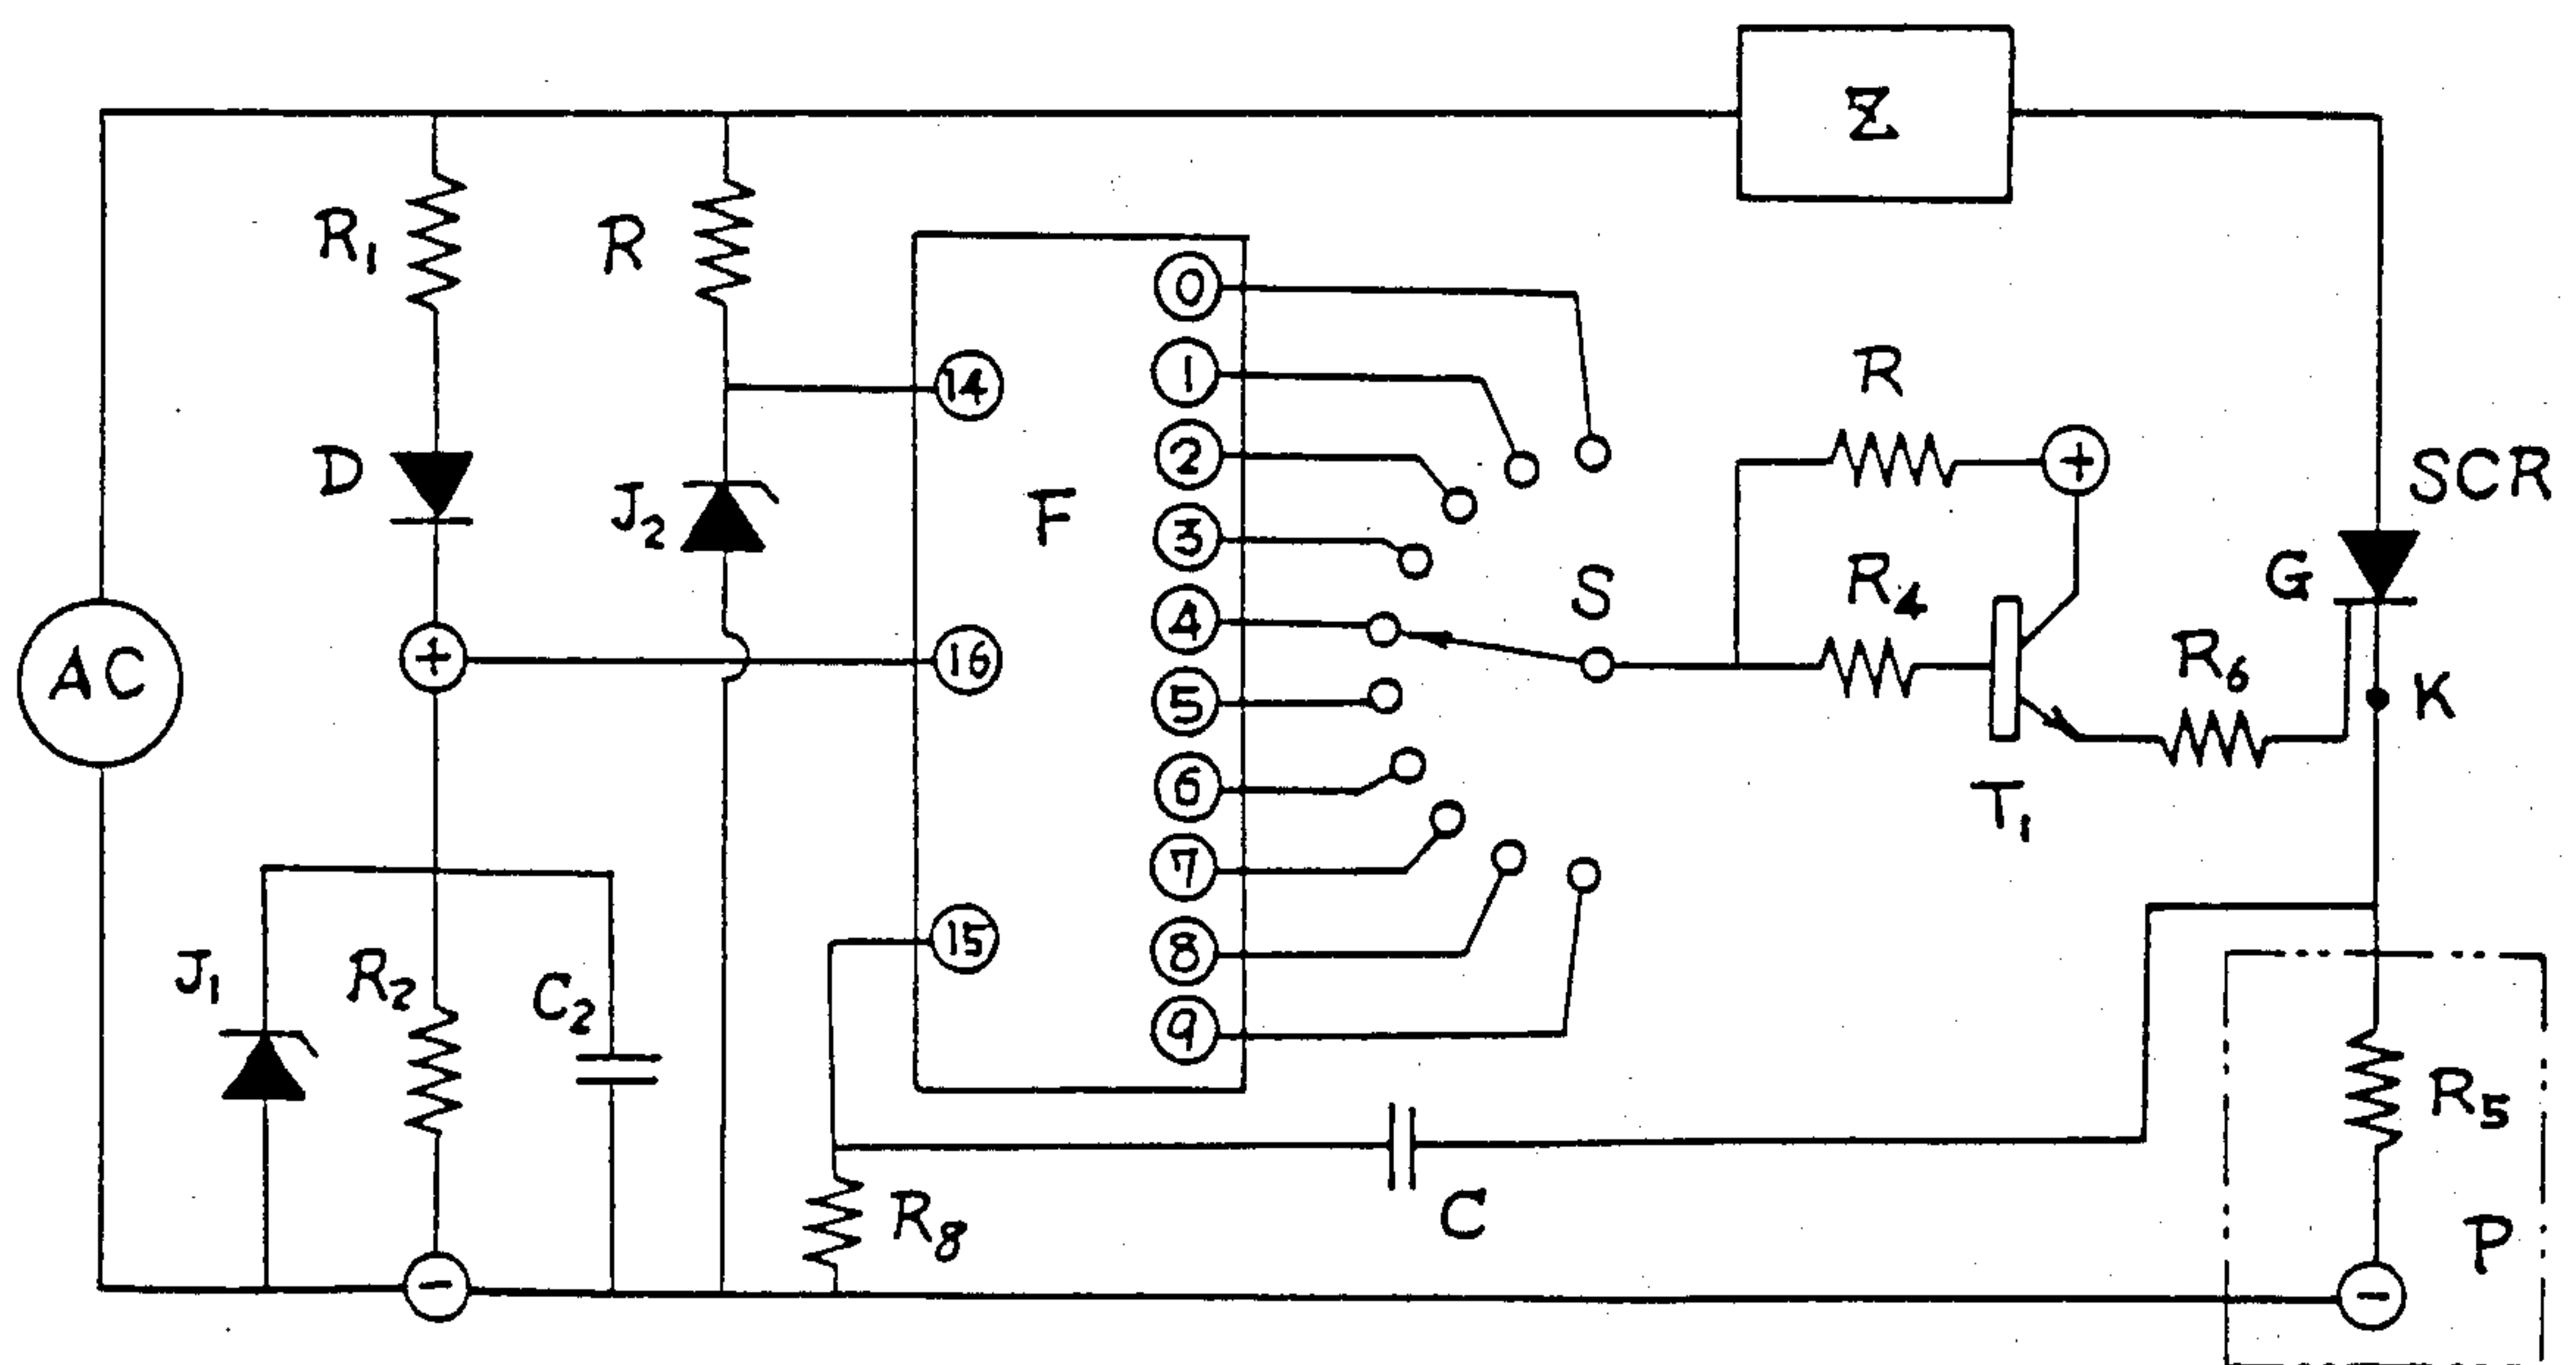 Z
R₁
R
F
0
1
2
3
4
5
6
7
8
9
14
16
15
D
J₂
+
AC
S
R
+
R₄
T₁
R₆
SCR
G
K
J₁
R₂
C₂
R₈
C
R₅
P
−
−